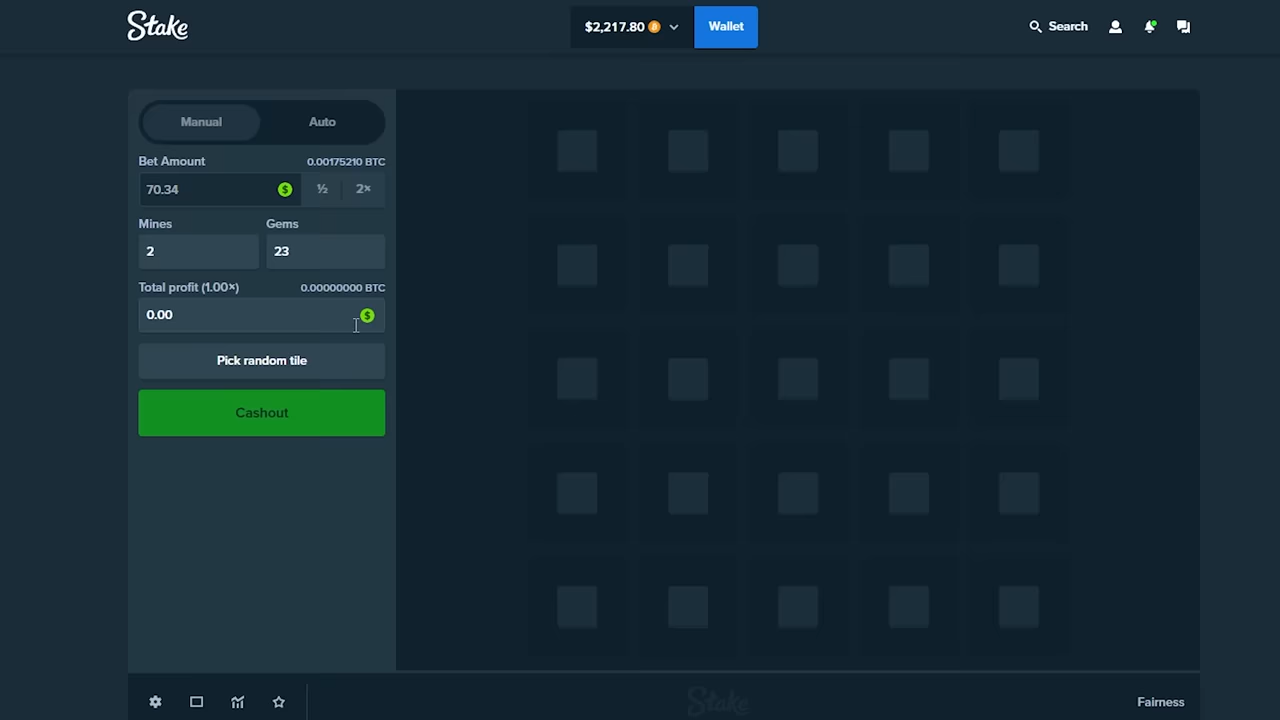 Stake
$2,217.80
Wallet
Search
Manual
Auto
Bet Amount
0.00175210 BTC
70.34
½
2×
Mines
Gems
2
23
Total profit (1.00×)
0.00000000 BTC
0.00
Pick random tile
Cashout
Stake
Fairness